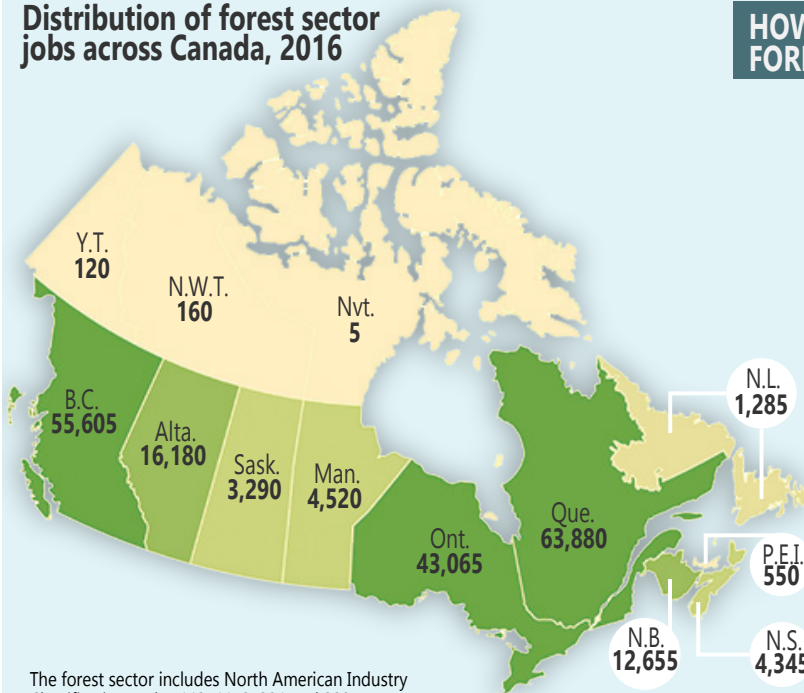 Distribution of forest sector
jobs across Canada, 2016
Y.T.
120
N.W.T.
160
Nvt.
5
B.C.
55,605
Alta.
16,180
Sask.
3,290
Man.
4,520
Ont.
43,065
Que.
63,880
N.L.
1,285
P.E.I.
550
N.B.
12,655
N.S.
4,345
The forest sector includes North American Industry